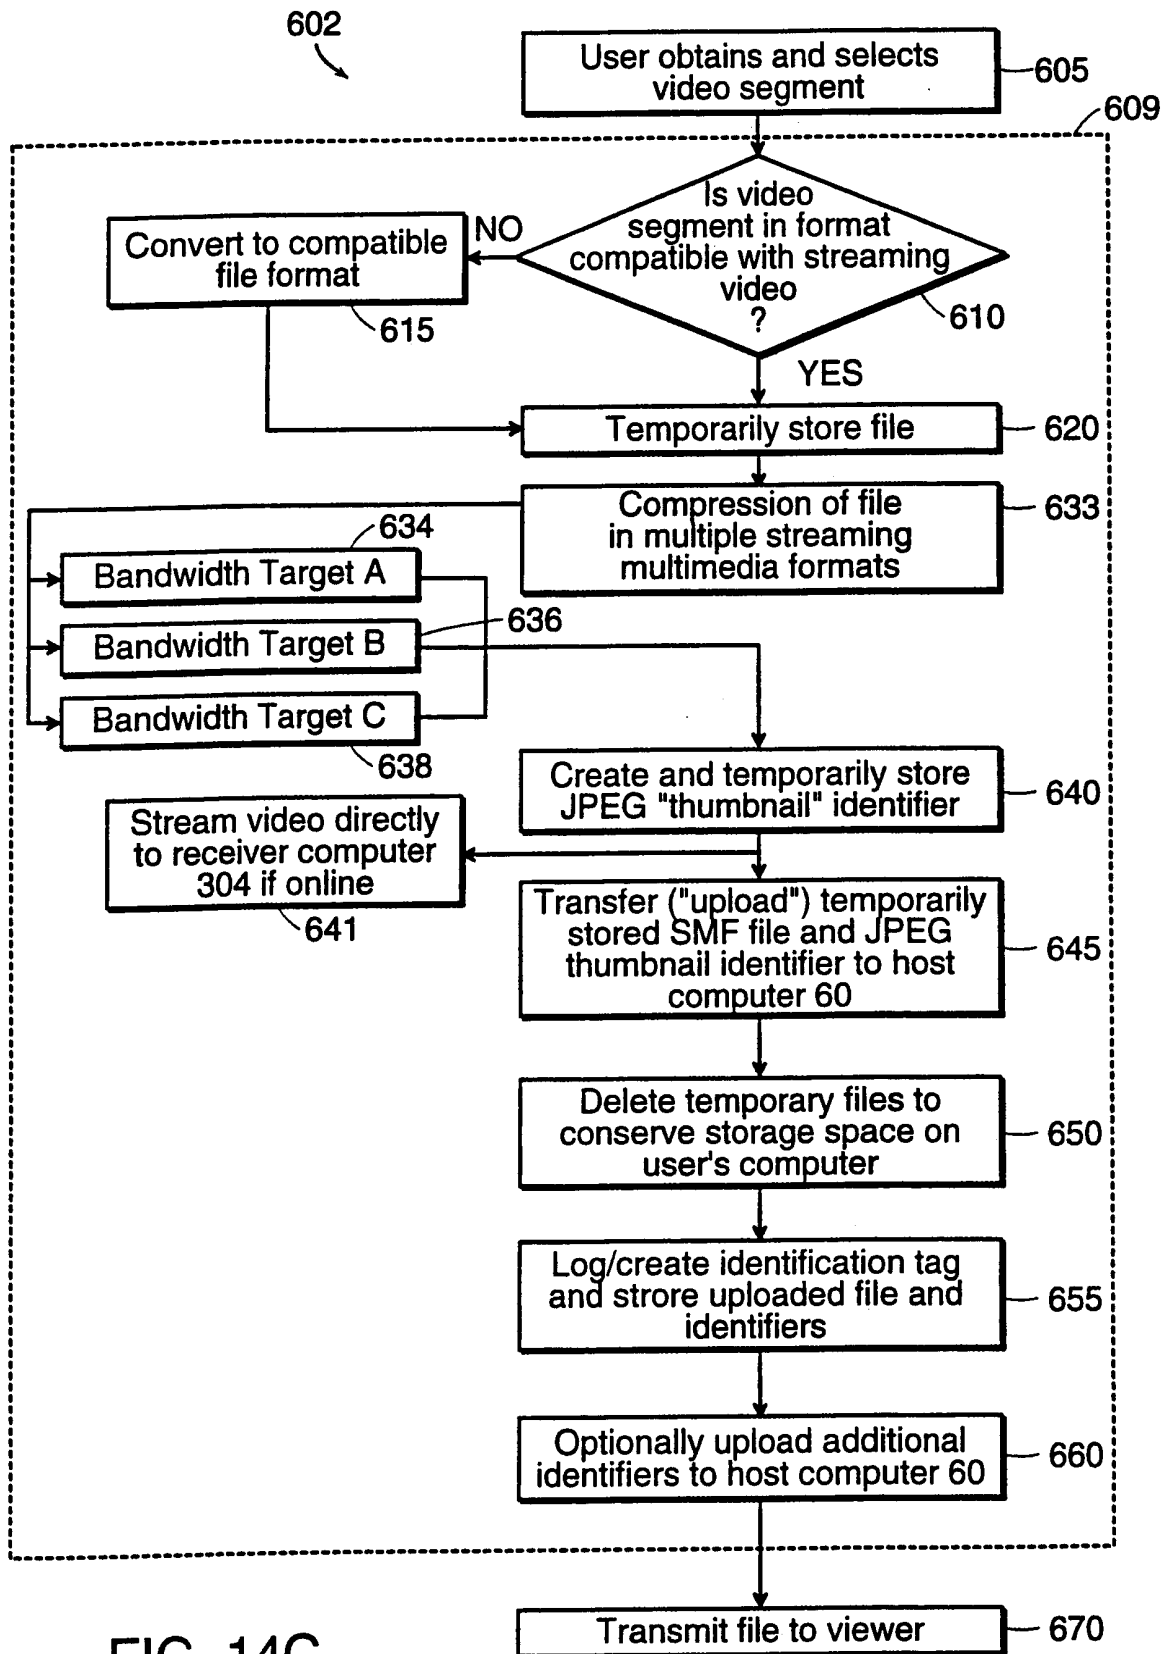 602
User obtains and selects
video segment
605
609
Is video
segment in format
compatible with streaming
video
?
610
NO
Convert to compatible
file format
615
YES
Temporarily store file
620
Compression of file
in multiple streaming
multimedia formats
633
634
Bandwidth Target A
636
Bandwidth Target B
Bandwidth Target C
638
Create and temporarily store
JPEG "thumbnail" identifier
640
Stream video directly
to receiver computer
304 if online
641
Transfer ("upload") temporarily
stored SMF file and JPEG
thumbnail identifier to host
computer 60
645
Delete temporary files to
conserve storage space on
user's computer
650
Log/create identification tag
and strore uploaded file and
identifiers
655
Optionally upload additional
identifiers to host computer 60
660
Transmit file to viewer
670
FIG. 14C